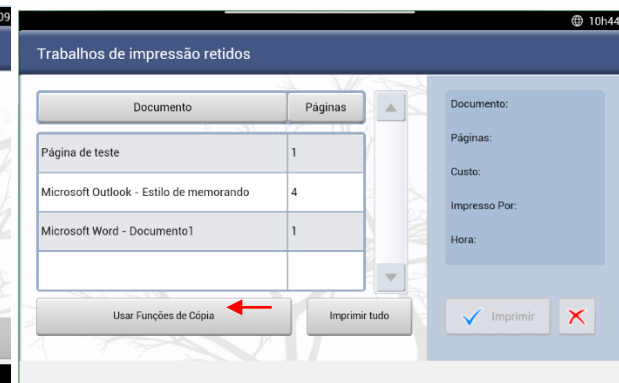 09
10h44
Trabalhos de impressão retidos
Documento Páginas
Página de teste 1
Microsoft Outlook - Estilo de memorando 4
Microsoft Word - Documento1 1
Usar Funções de Cópia Imprimir tudo
Documento:
Páginas:
Custo:
Impresso Por:
Hora:
Imprimir